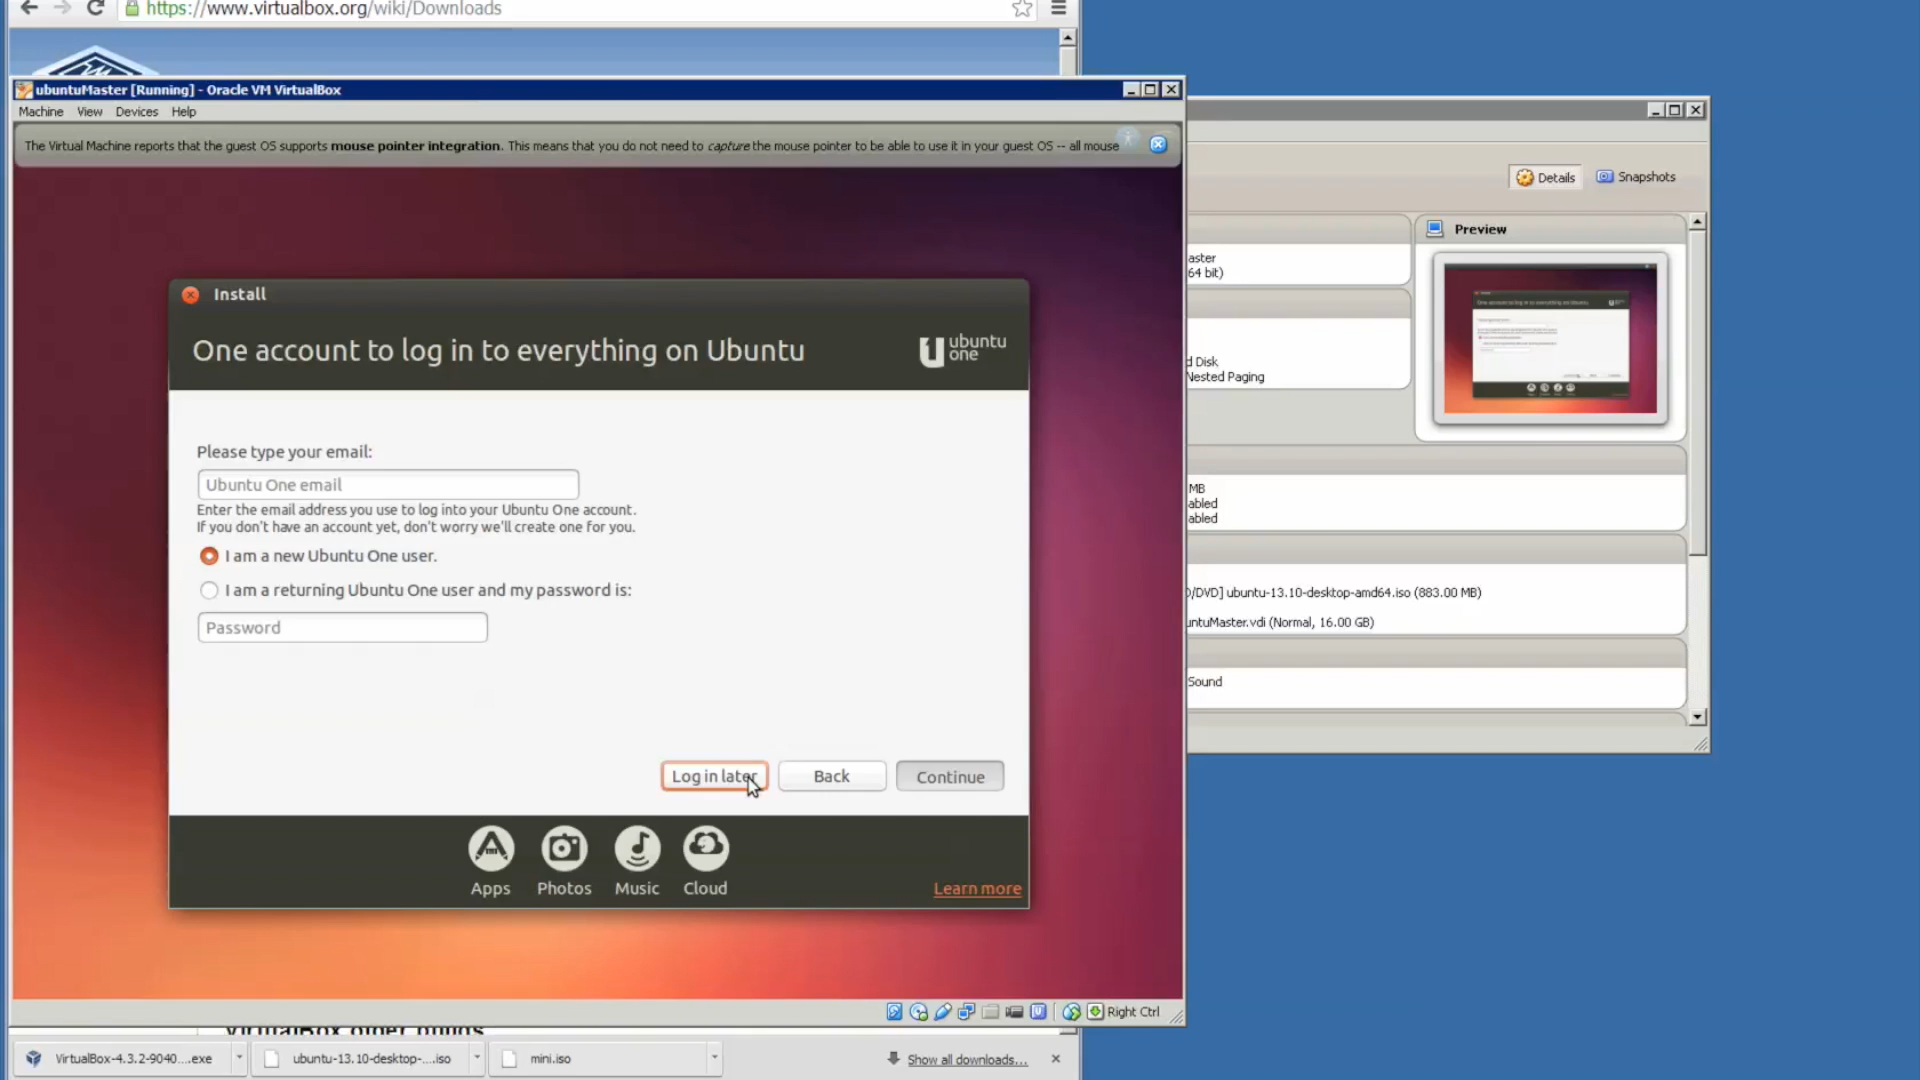 https://www.virtualbox.org/wiki/Downloads
ubuntuMaster [Running] - Oracle VM VirtualBox
Machine View Devices Help
The Virtual Machine reports that the guest OS supports mouse pointer integration. This means that you do not need to capture the mouse pointer to be able to use it in your guest OS -- all mouse
Details Snapshots
Install
One account to log in to everything on Ubuntu
ubuntu
one
Please type your email:
Ubuntu One email
Enter the email address you use to log into your Ubuntu One account.
If you don't have an account yet, don't worry we'll create one for you.
I am a new Ubuntu One user.
I am a returning Ubuntu One user and my password is:
Password
Log in later Back Continue
Apps Photos Music Cloud
Learn more
Preview
aster
64 bit)
d Disk
Nested Paging
MB
abled
abled
D/DVD] ubuntu-13.10-desktop-amd64.iso (883.00 MB)
untuMaster.vdi (Normal, 16.00 GB)
Sound
Right Ctrl
VirtualBox older builds
VirtualBox-4.3.2-9040....exe ubuntu-13.10-desktop-....iso mini.iso Show all downloads...